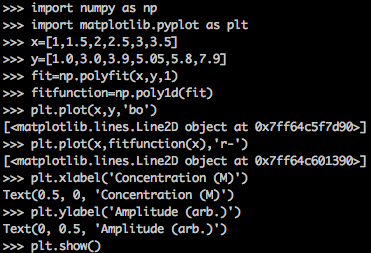 >>> import numpy as np
>>> import matplotlib.pyplot as plt
>>> x=[1,1.5,2,2.5,3,3.5]
>>> y=[1.0,3.0,3.9,5.05,5.8,7.9]
>>> fit=np.polyfit(x,y,1)
>>> fitfunction=np.poly1d(fit)
>>> plt.plot(x,y,'bo')
[<matplotlib.lines.Line2D object at 0x7ff64c5f7d90>]
>>> plt.plot(x,fitfunction(x),'r-')
[<matplotlib.lines.Line2D object at 0x7ff64c601390>]
>>> plt.xlabel('Concentration (M)')
Text(0.5, 0, 'Concentration (M)')
>>> plt.ylabel('Amplitude (arb.)')
Text(0, 0.5, 'Amplitude (arb.)')
>>> plt.show()